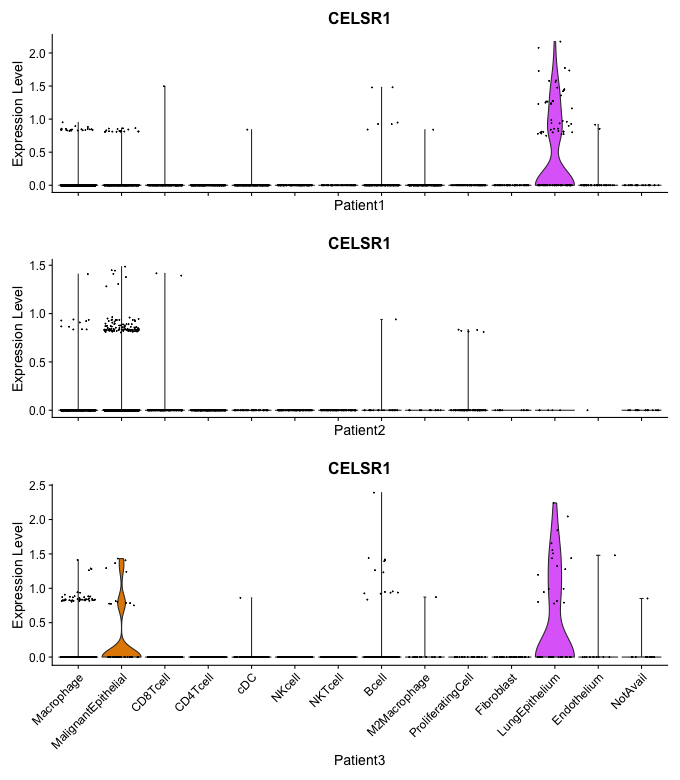 CELSR1
Expression Level
2.0
1.5
1.0
0.5
0.0
Patient1
CELSR1
Expression Level
1.5
1.0
0.5
0.0
Patient2
CELSR1
Expression Level
2.5
2.0
1.5
1.0
0.5
0.0
Macrophage
MalignantEpithelial
CD8Tcell
CD4Tcell
cDC
NKcell
NKTcell
Bcell
M2Macrophage
ProliferatingCell
Fibroblast
LungEpithelium
Endothelium
NotAvail
Patient3